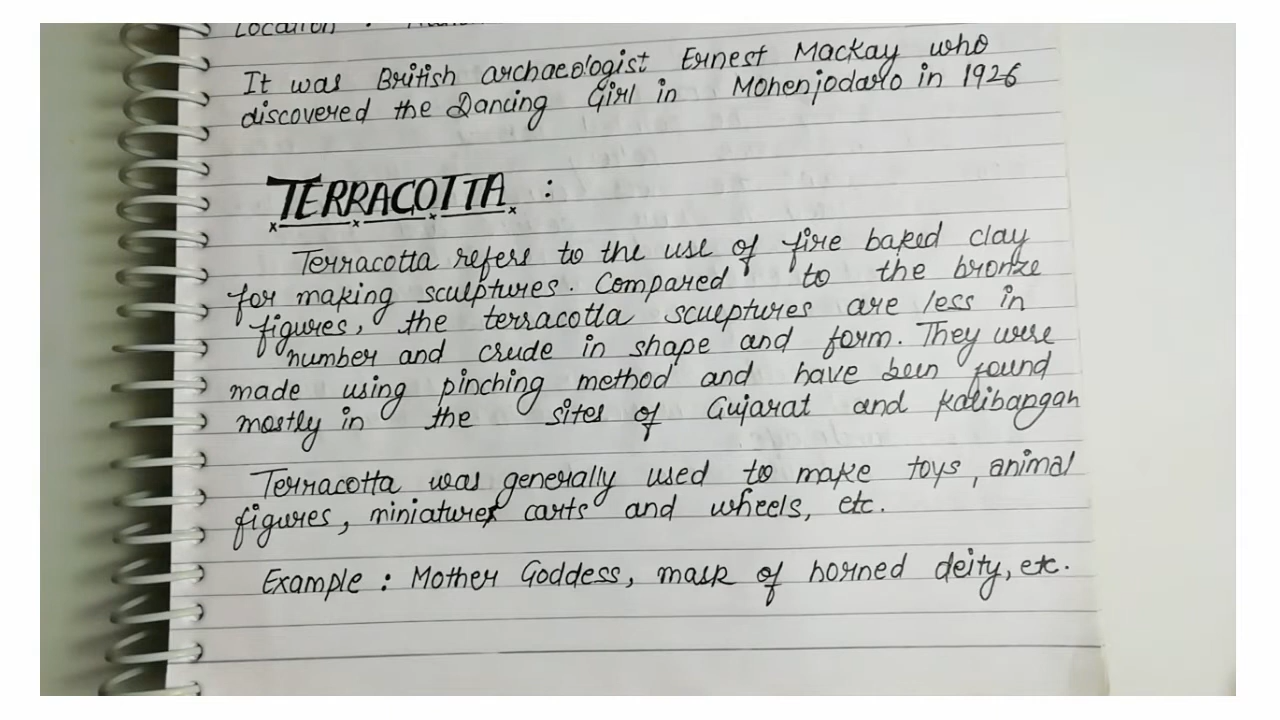 Location :
It was British archaeologist Ernest Mackay who
discovered the Dancing Girl in Mohenjodaro in 1926
TERRACOTTA :
Terracotta refers to the use of fire baked clay
for making sculptures. Compared to the bronze
figures, the terracotta sculptures are less in
number and crude in shape and form. They were
made using pinching method and have been found
mostly in the sites of Gujarat and Kalibangan
Terracotta was generally used to make toys, animal
figures, miniature carts and wheels, etc.
Example : Mother Goddess, mask of horned deity, etc.